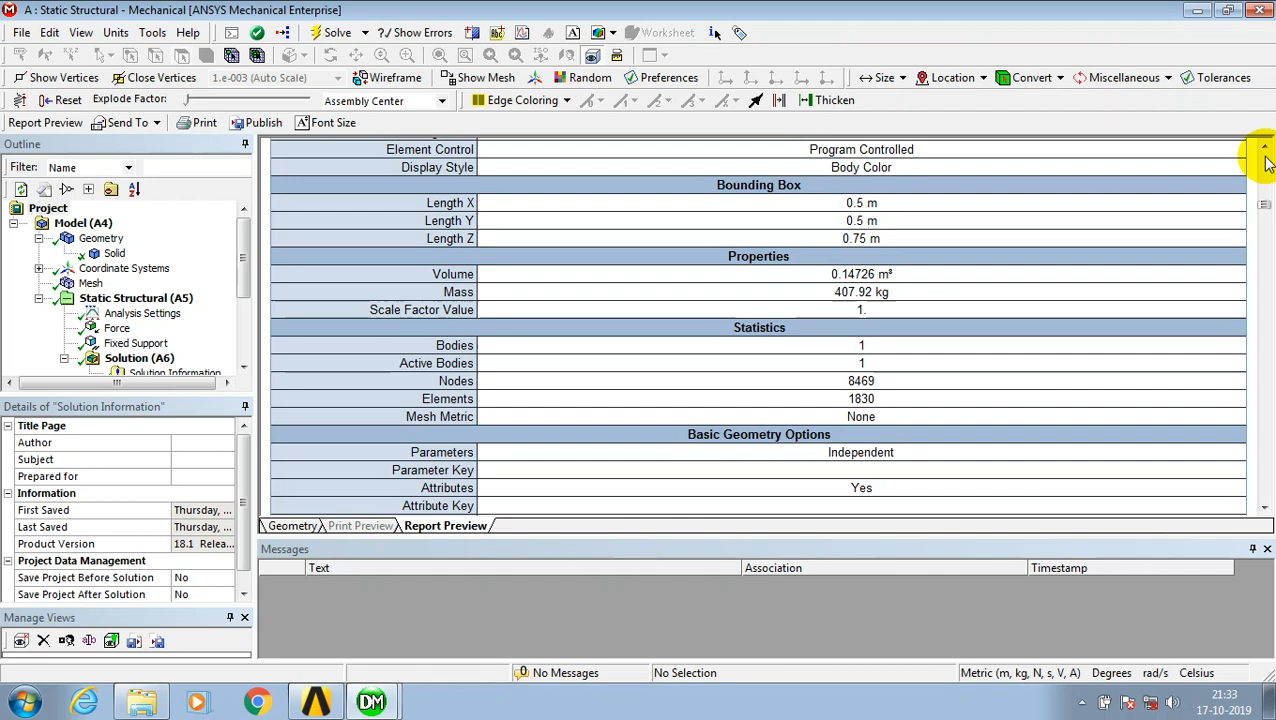 A : Static Structural - Mechanical [ANSYS Mechanical Enterprise]
File Edit View Units Tools Help Solve ?/ Show Errors Worksheet
Show Vertices Close Vertices 1.e-003 (Auto Scale) Wireframe Show Mesh Random Preferences Size Location Convert Miscellaneous Tolerances
Reset Explode Factor: Assembly Center Edge Coloring Thicken
Report Preview Send To Print Publish Font Size
Outline
Filter: Name
Project
Model (A4)
Geometry
Solid
Coordinate Systems
Mesh
Static Structural (A5)
Analysis Settings
Force
Fixed Support
Solution (A6)
Solution Information
Details of "Solution Information"
Title Page
Author
Subject
Prepared for
Information
First Saved Thursday, ...
Last Saved Thursday, ...
Product Version 18.1 Relea...
Project Data Management
Save Project Before Solution No
Save Project After Solution No
Manage Views
Element Control Program Controlled
Display Style Body Color
Bounding Box
Length X 0.5 m
Length Y 0.5 m
Length Z 0.75 m
Properties
Volume 0.14726 m³
Mass 407.92 kg
Scale Factor Value 1.
Statistics
Bodies 1
Active Bodies 1
Nodes 8469
Elements 1830
Mesh Metric None
Basic Geometry Options
Parameters Independent
Parameter Key
Attributes Yes
Attribute Key
Geometry Print Preview Report Preview
Messages
Text Association Timestamp
0 No Messages No Selection Metric (m, kg, N, s, V, A) Degrees rad/s Celsius
DM
21:33
17-10-2019